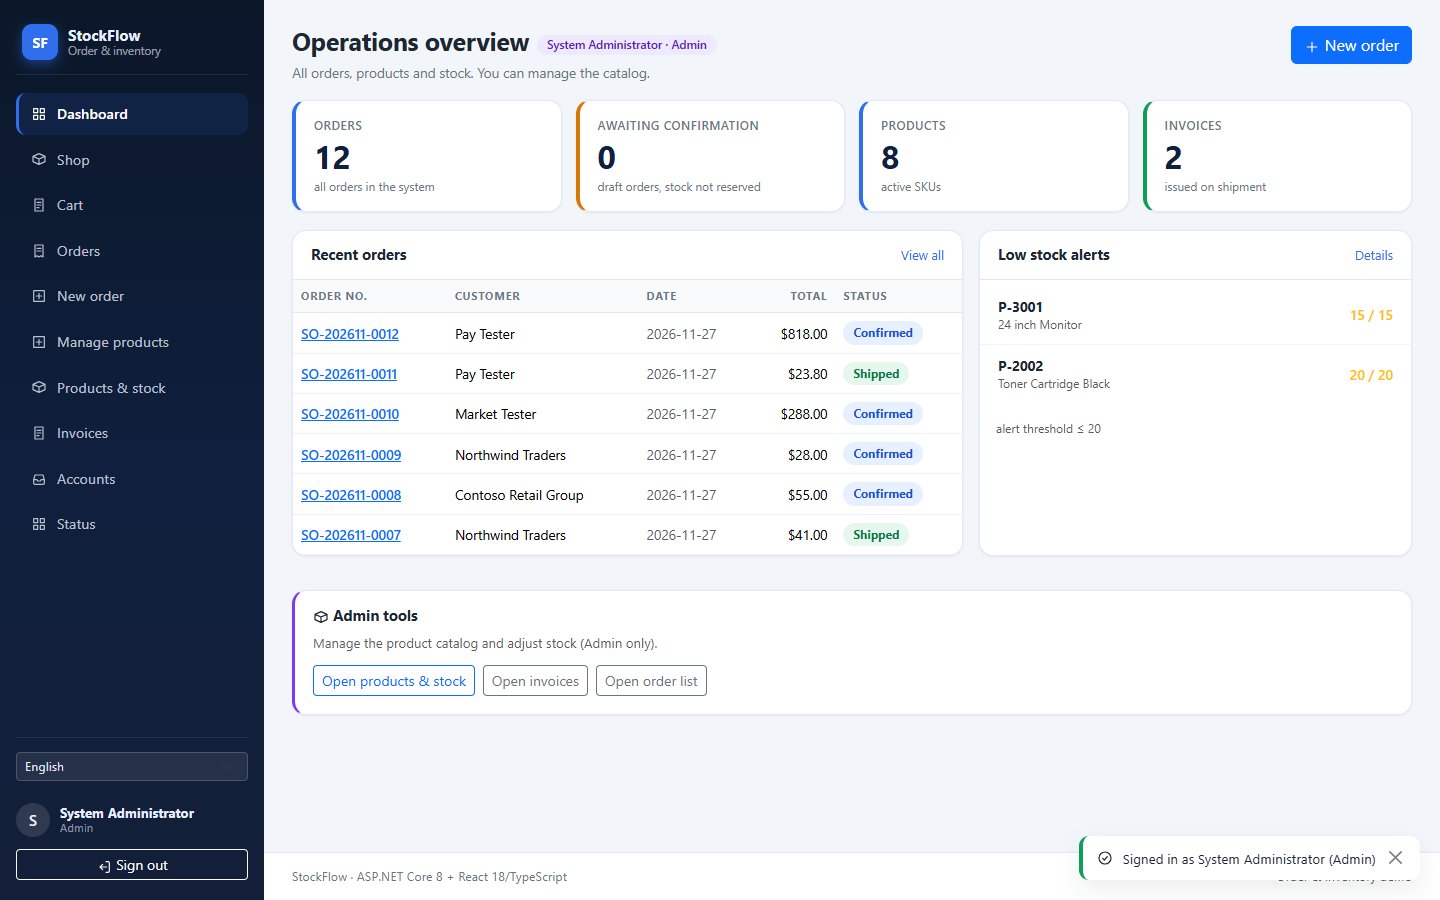 SF
StockFlow
Order & inventory
Dashboard
Shop
Cart
Orders
New order
Manage products
Products & stock
Invoices
Accounts
Status
English
S
System Administrator
Admin
Sign out
Operations overview
System Administrator · Admin
All orders, products and stock. You can manage the catalog.
+ New order
ORDERS
12
all orders in the system
AWAITING CONFIRMATION
0
draft orders, stock not reserved
PRODUCTS
8
active SKUs
INVOICES
2
issued on shipment
Recent orders
View all
ORDER NO. CUSTOMER DATE TOTAL STATUS
SO-202611-0012 Pay Tester 2026-11-27 $818.00 Confirmed
SO-202611-0011 Pay Tester 2026-11-27 $23.80 Shipped
SO-202611-0010 Market Tester 2026-11-27 $288.00 Confirmed
SO-202611-0009 Northwind Traders 2026-11-27 $28.00 Confirmed
SO-202611-0008 Contoso Retail Group 2026-11-27 $55.00 Confirmed
SO-202611-0007 Northwind Traders 2026-11-27 $41.00 Shipped
Low stock alerts
Details
P-3001
24 inch Monitor
15 / 15
P-2002
Toner Cartridge Black
20 / 20
alert threshold ≤ 20
Admin tools
Manage the product catalog and adjust stock (Admin only).
Open products & stock
Open invoices
Open order list
Signed in as System Administrator (Admin)
StockFlow · ASP.NET Core 8 + React 18/TypeScript